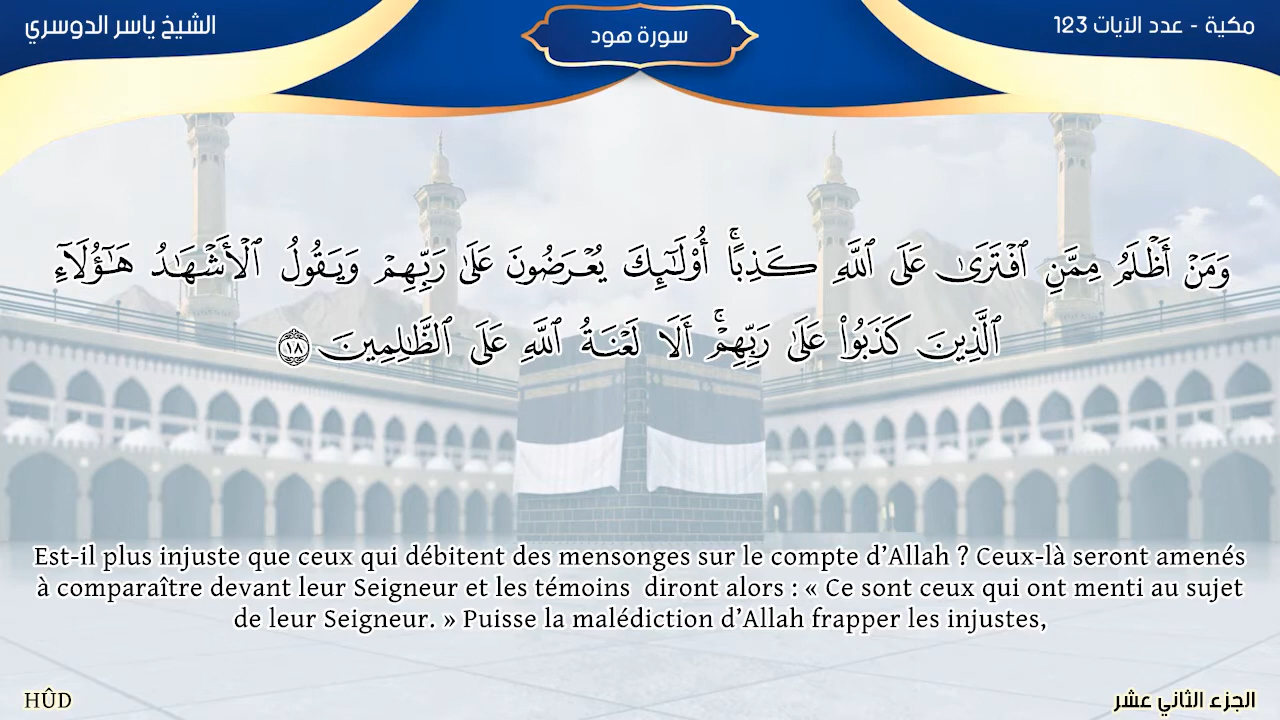 الشيخ ياسر الدوسري
سورة هود
مكية - عدد الآيات 123
وَمَنْ أَظْلَمُ مِمَّنِ ٱفْتَرَىٰ عَلَى ٱللَّهِ كَذِبًا ۚ أُو۟لَـٰٓئِكَ يُعْرَضُونَ عَلَىٰ رَبِّهِمْ وَيَقُولُ ٱلْأَشْهَـٰدُ هَـٰٓؤُلَآءِ
ٱلَّذِينَ كَذَبُوا۟ عَلَىٰ رَبِّهِمْ ۚ أَلَا لَعْنَةُ ٱللَّهِ عَلَى ٱلظَّـٰلِمِينَ ١٨
Est-il plus injuste que ceux qui débitent des mensonges sur le compte d’Allah ? Ceux-là seront amenés
à comparaître devant leur Seigneur et les témoins  diront alors : « Ce sont ceux qui ont menti au sujet
de leur Seigneur. » Puisse la malédiction d’Allah frapper les injustes,
HÛD
الجزء الثاني عشر